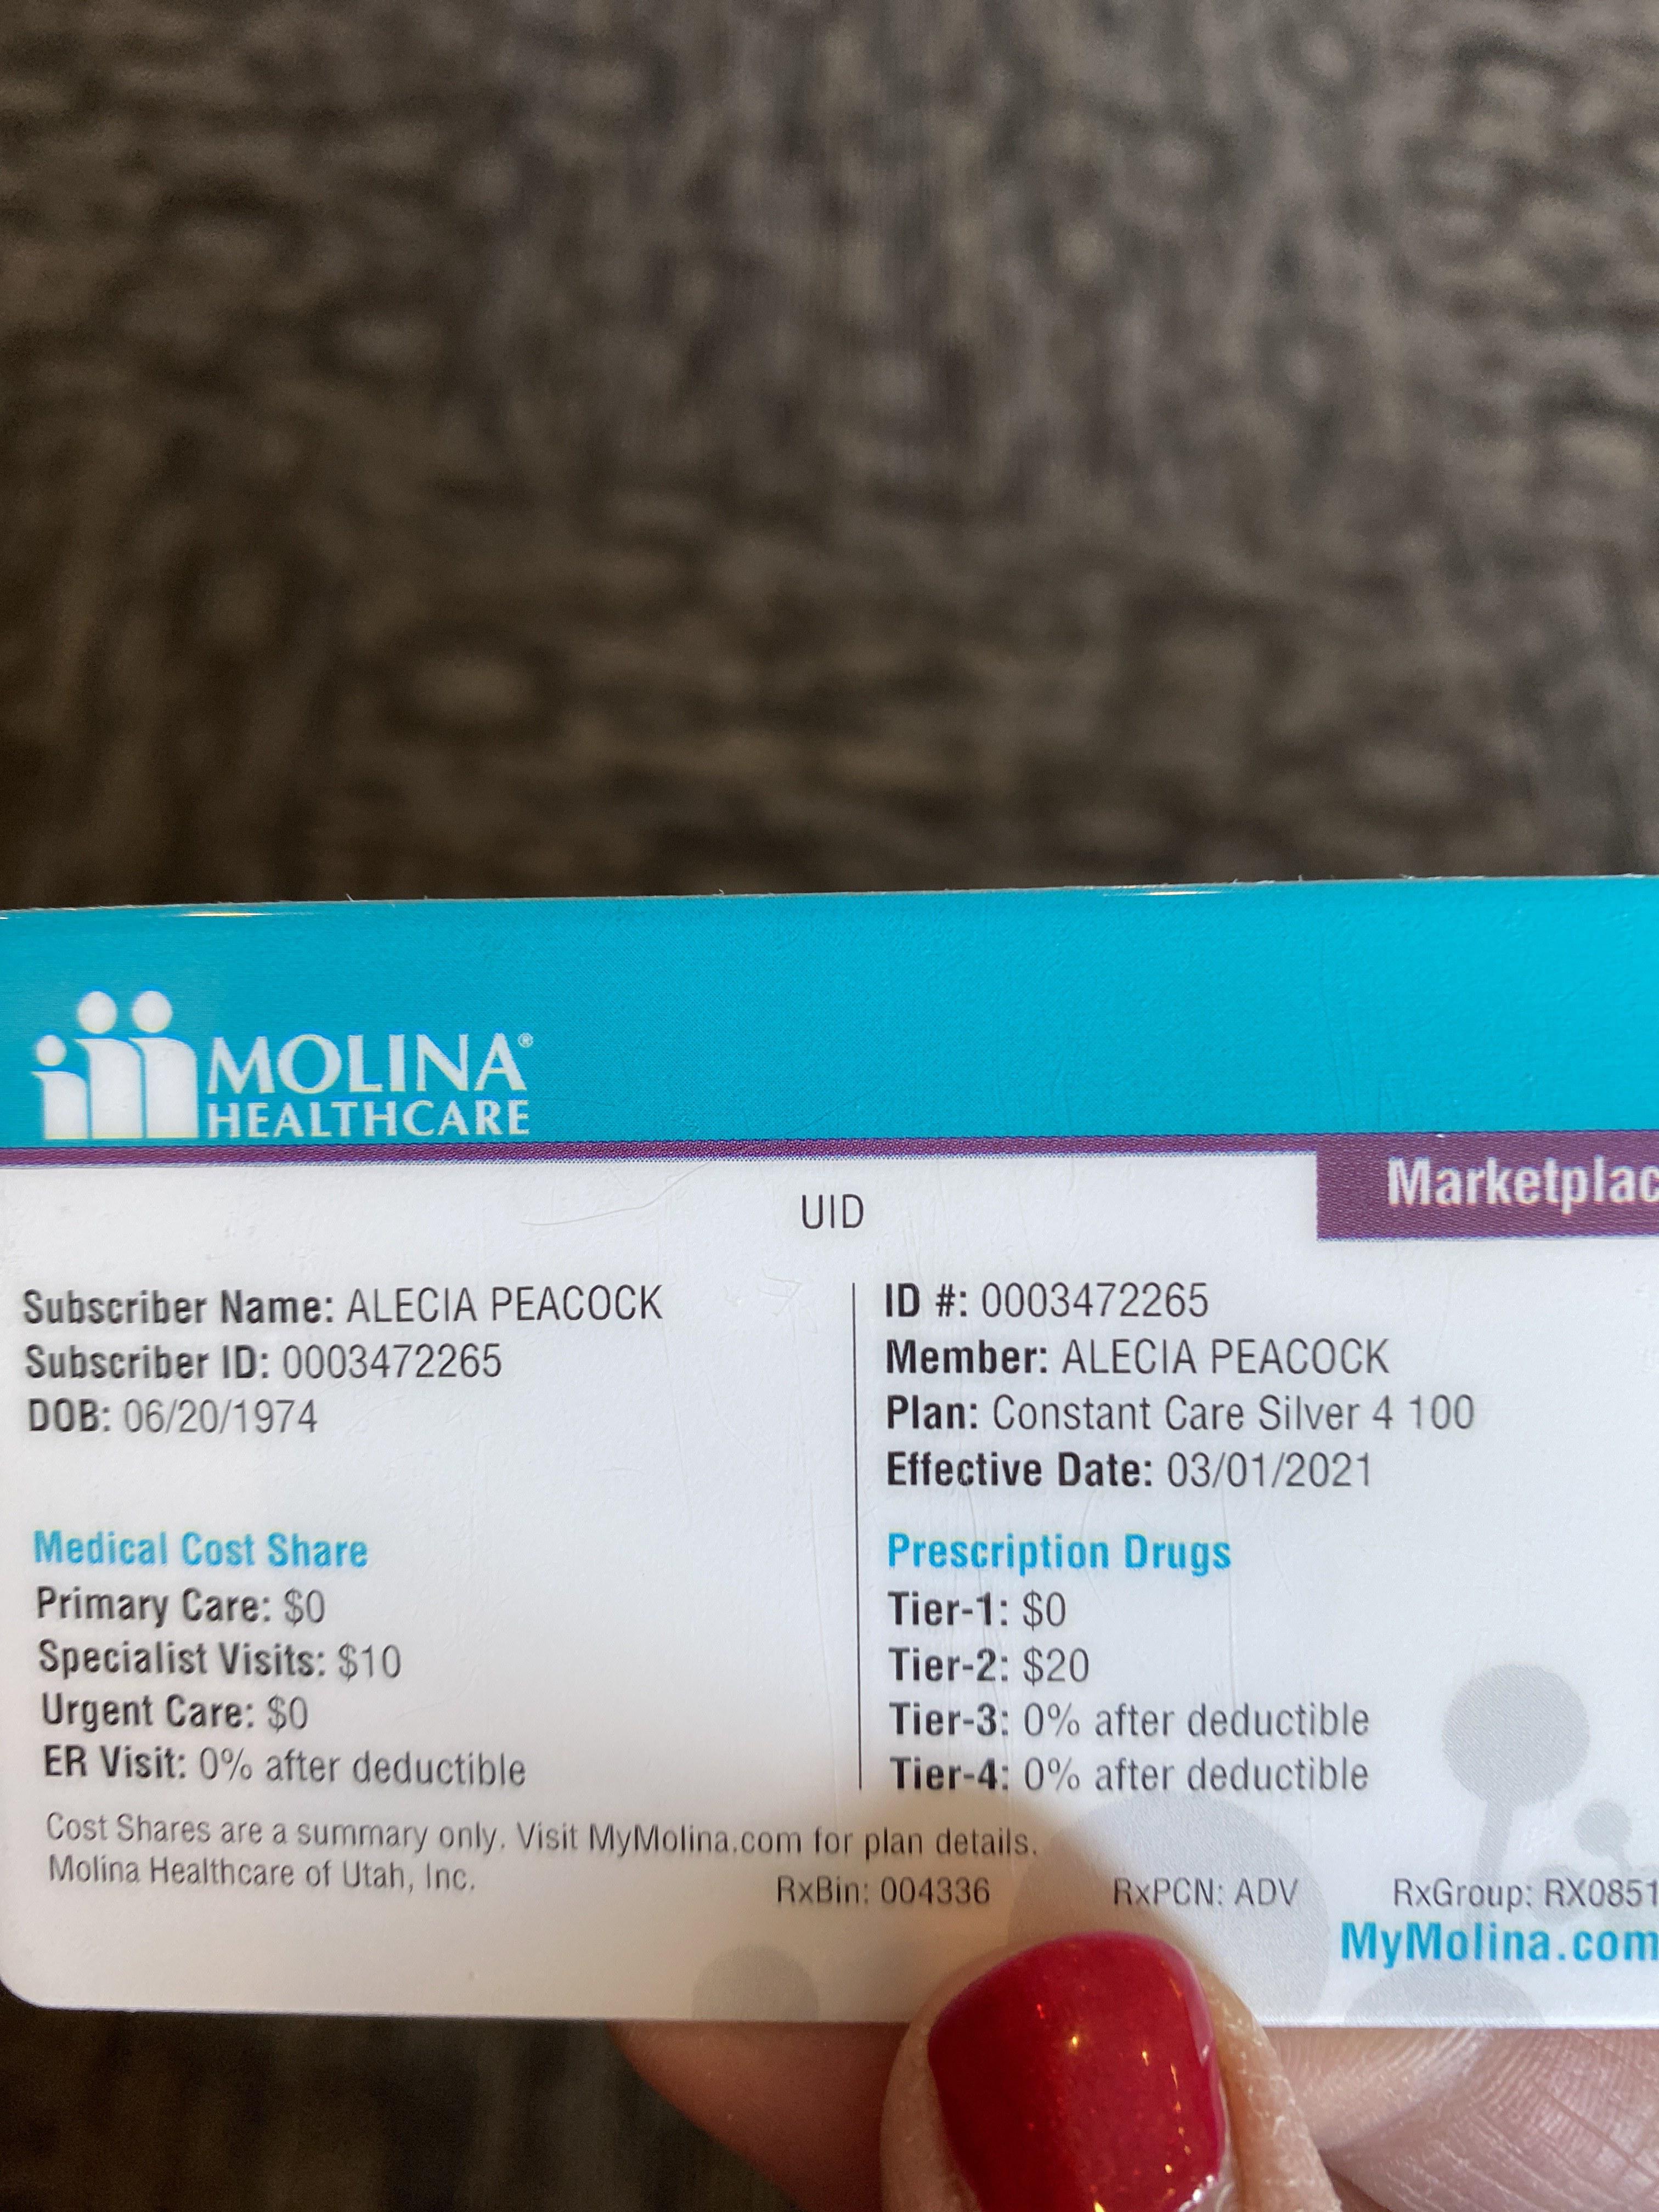 MOLINA®
HEALTHCARE
Marketplac
UID
Subscriber Name: ALECIA PEACOCK
Subscriber ID: 0003472265
DOB: 06/20/1974
ID #: 0003472265
Member: ALECIA PEACOCK
Plan: Constant Care Silver 4 100
Effective Date: 03/01/2021
Medical Cost Share
Primary Care: $0
Specialist Visits: $10
Urgent Care: $0
ER Visit: 0% after deductible
Prescription Drugs
Tier-1: $0
Tier-2: $20
Tier-3: 0% after deductible
Tier-4: 0% after deductible
Cost Shares are a summary only. Visit MyMolina.com for plan details.
Molina Healthcare of Utah, Inc.
RxBin: 004336 RxPCN: ADV RxGroup: RX0851
MyMolina.com